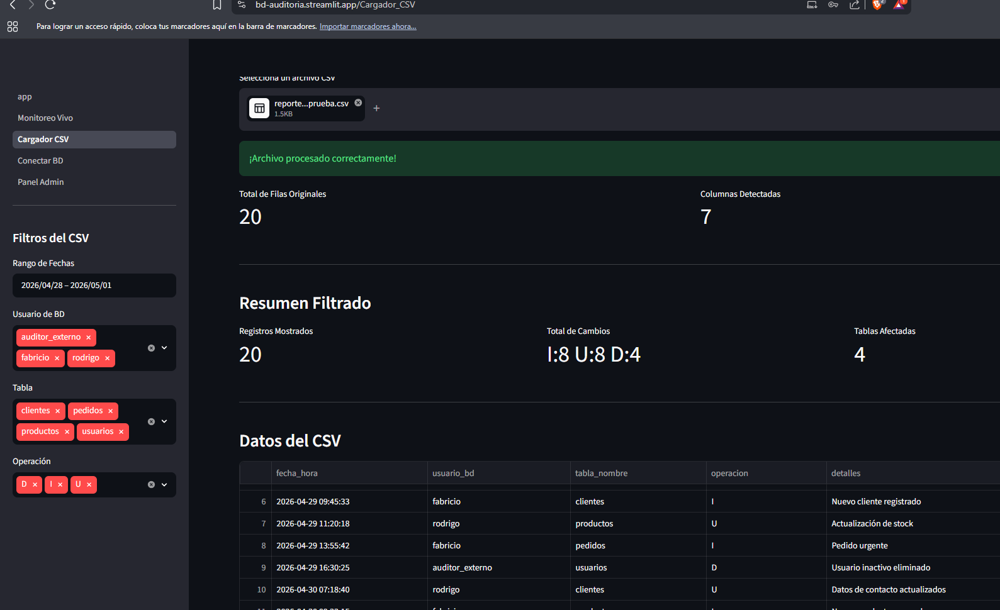 bd-auditoria.streamlit.app/Cargador_CSV
2
1
Para lograr un acceso rápido, coloca tus marcadores aquí en la barra de marcadores. Importar marcadores ahora...
app
Monitoreo Vivo
Cargador CSV
Conectar BD
Panel Admin
Filtros del CSV
Rango de Fechas
2026/04/28 – 2026/05/01
Usuario de BD
auditor_externo ×
fabricio × rodrigo ×
Tabla
clientes × pedidos ×
productos × usuarios ×
Operación
D × I × U ×
Selecciona un archivo CSV
reporte...prueba.csv
1.5KB
+
¡Archivo procesado correctamente!
Total de Filas Originales Columnas Detectadas
20 7
Resumen Filtrado
Registros Mostrados Total de Cambios Tablas Afectadas
20 I:8 U:8 D:4 4
Datos del CSV
fecha_hora usuario_bd tabla_nombre operacion detalles
6 2026-04-29 09:45:33 fabricio clientes I Nuevo cliente registrado
7 2026-04-29 11:20:18 rodrigo productos U Actualización de stock
8 2026-04-29 13:55:42 fabricio pedidos I Pedido urgente
9 2026-04-29 16:30:25 auditor_externo usuarios D Usuario inactivo eliminado
10 2026-04-30 07:18:40 rodrigo clientes U Datos de contacto actualizados